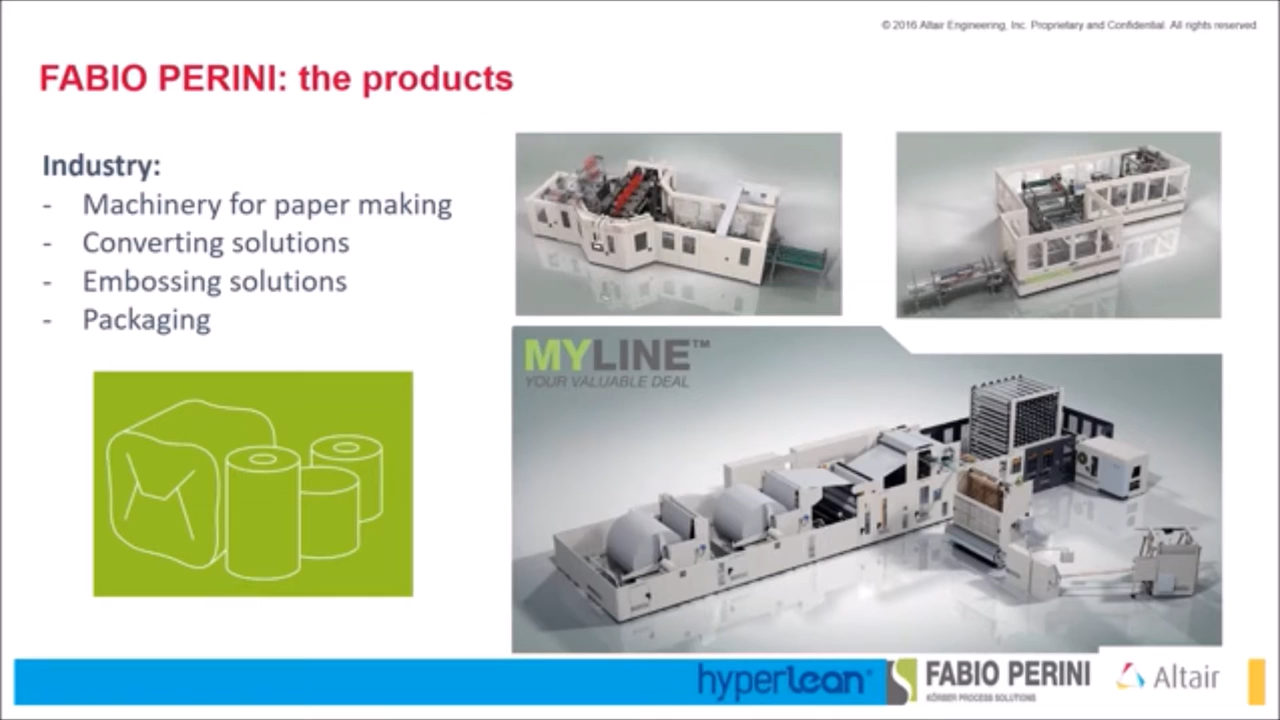 © 2016 Altair Engineering, Inc. Proprietary and Confidential. All rights reserved.
FABIO PERINI: the products
Industry:
- Machinery for paper making
- Converting solutions
- Embossing solutions
- Packaging
MYLINE™
YOUR VALUABLE DEAL
hyperlean®
FABIO PERINI
KÖRBER PROCESS SOLUTIONS
Altair